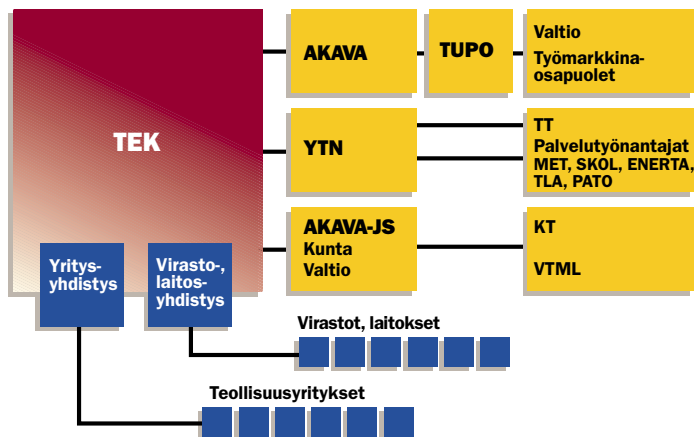 TEK
AKAVA
TUPO
Valtio
Työmarkkina-
osapuolet
YTN
TT
Palvelutyönantajat
MET, SKOL, ENERTA,
TLA, PATO
AKAVA-JS
Kunta
Valtio
KT
VTML
Yritys-
yhdistys
Virasto-,
laitos-
yhdistys
Virastot, laitokset
Teollisuusyritykset